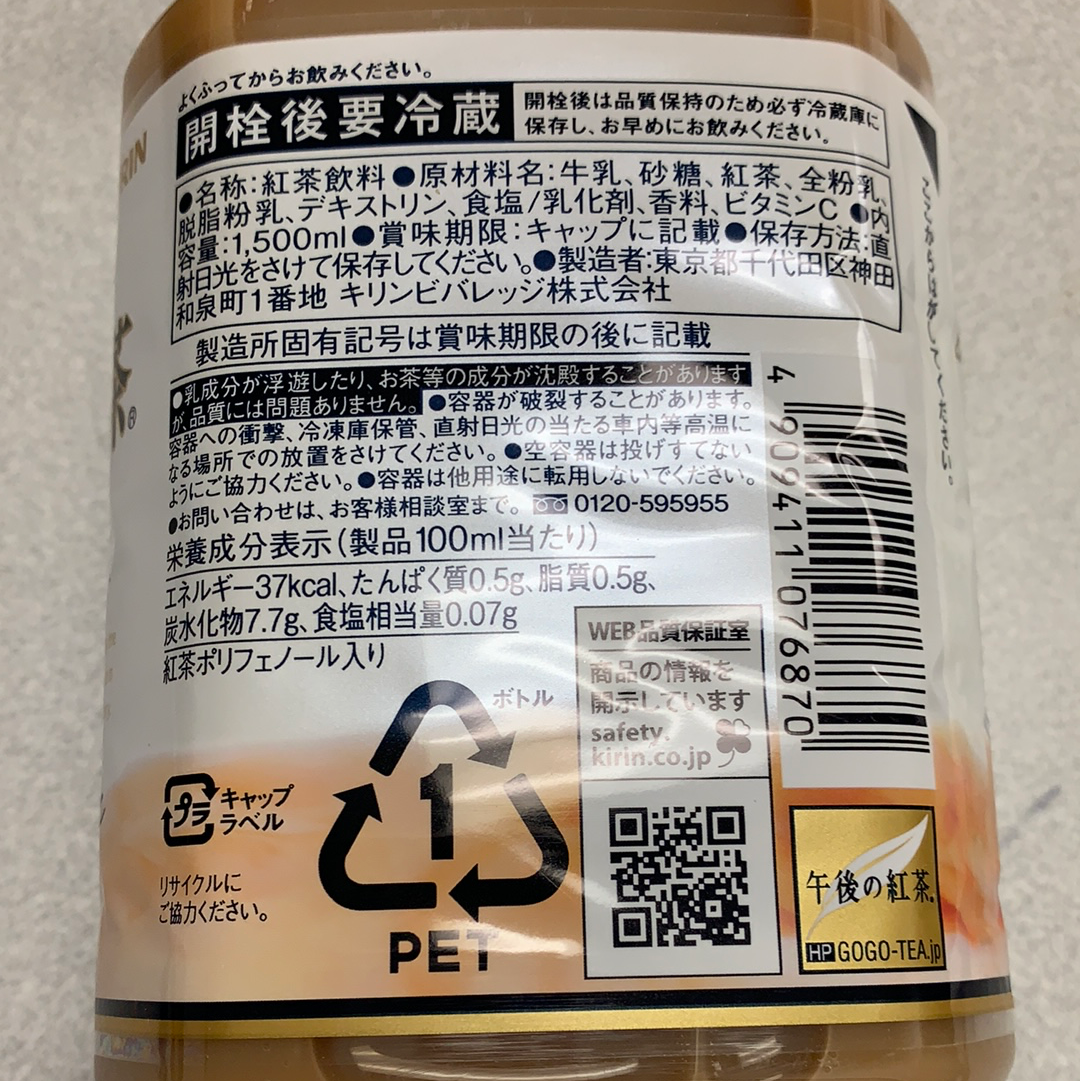 よくふってからお飲みください。
開栓後要冷蔵
開栓後は品質保持のため必ず冷蔵庫に
保存し、お早めにお飲みください。
●名称:紅茶飲料●原材料名:牛乳、砂糖、紅茶、全粉乳、
脱脂粉乳、デキストリン、食塩/乳化剤、香料、ビタミンC●内
容量:1,500ml●賞味期限:キャップに記載●保存方法:直
射日光をさけて保存してください。●製造者:東京都千代田区神田
和泉町1番地 キリンビバレッジ株式会社
製造所固有記号は賞味期限の後に記載
●乳成分が浮遊したり、お茶等の成分が沈殿することがあります
が、品質には問題ありません。●容器が破裂することがあります。
容器への衝撃、冷凍庫保管、直射日光の当たる車内等高温に
なる場所での放置をさけてください。●空容器は投げすてない
ようにご協力ください。●容器は他用途に転用しないでください。
●お問い合わせは、お客様相談室まで。 0120-595955
栄養成分表示(製品100ml当たり)
エネルギー37kcal、たんぱく質0.5g、脂質0.5g、
炭水化物7.7g、食塩相当量0.07g
紅茶ポリフェノール入り
ボトル
1
PET
プラ
キャップ
ラベル
リサイクルに
ご協力ください。
WEB品質保証室
商品の情報を
開示しています
safety.
kirin.co.jp
4 909411 076870
午後の紅茶®
HP GOGO-TEA.jp
ここからはがしてください。
茶®